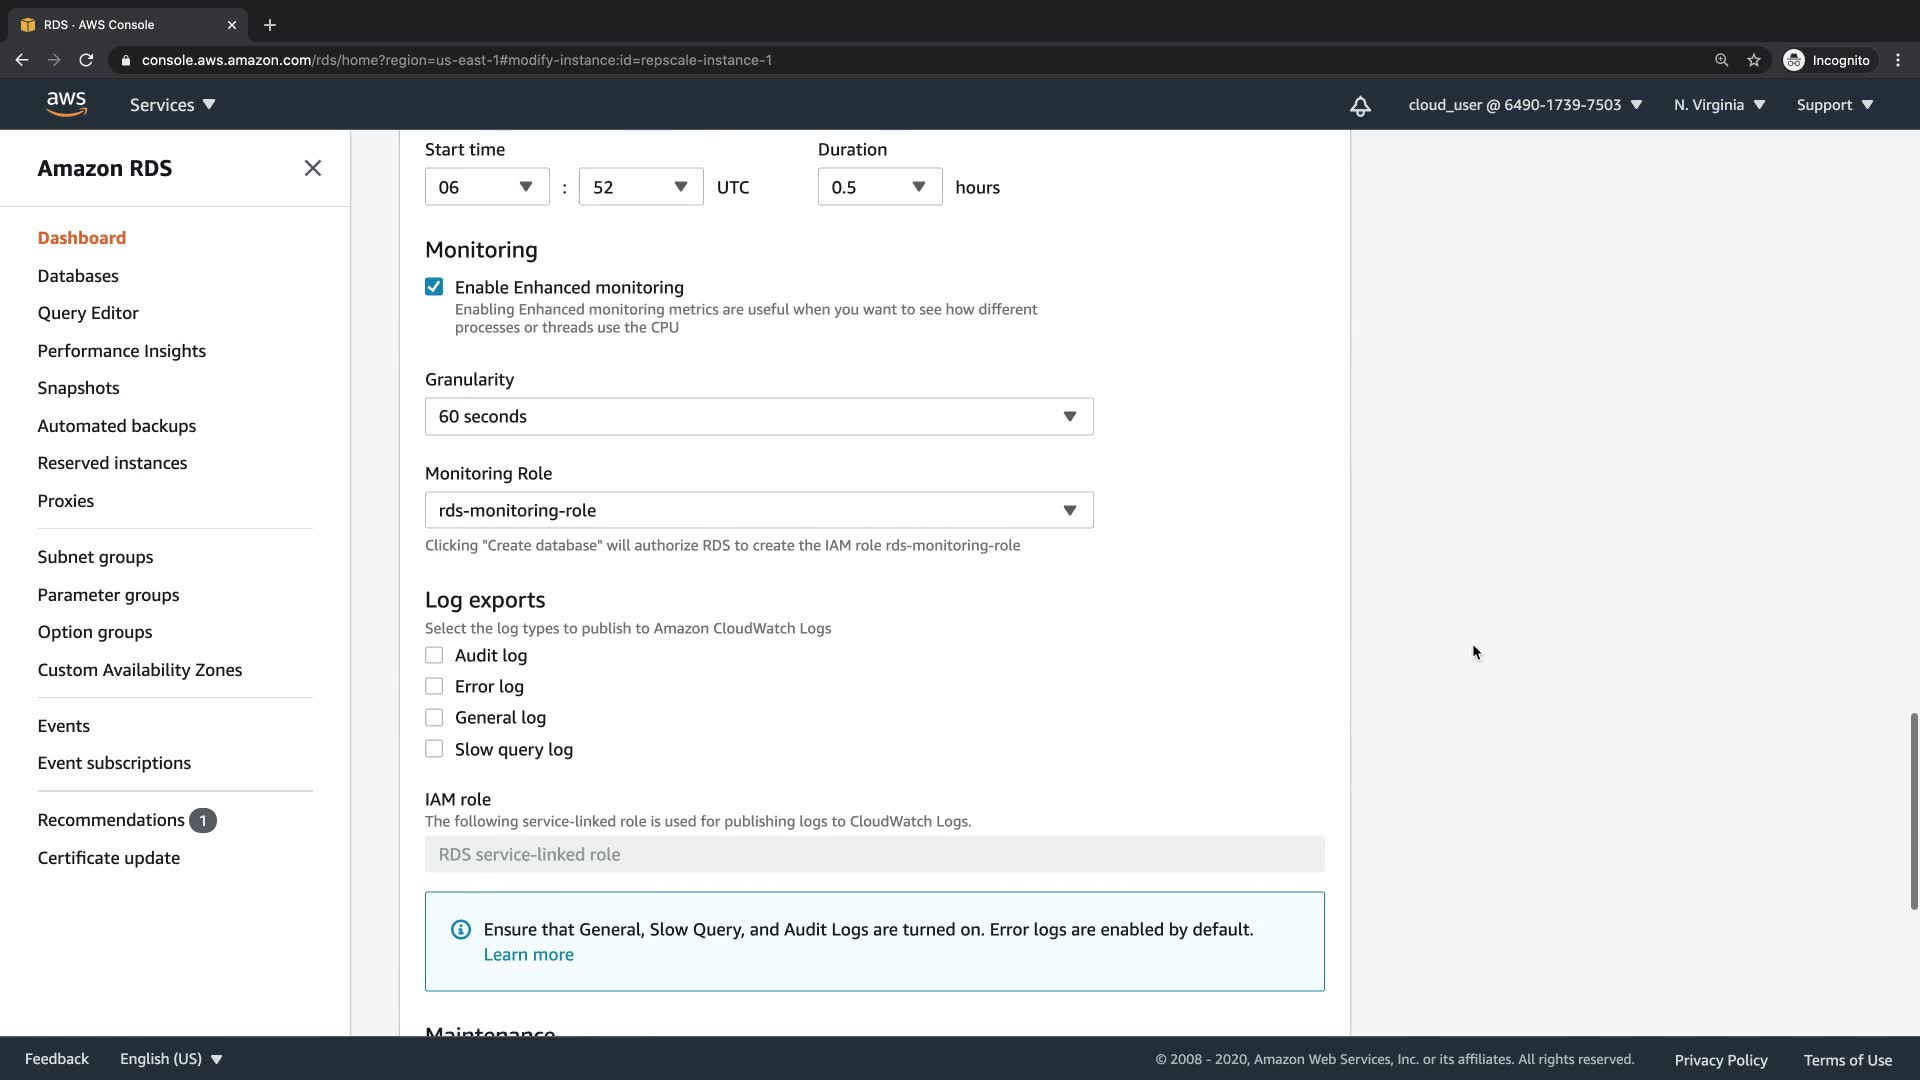 RDS · AWS Console
console.aws.amazon.com/rds/home?region=us-east-1#modify-instance:id=repscale-instance-1
Incognito
aws
Services
cloud_user @ 6490-1739-7503
N. Virginia
Support
Amazon RDS
Dashboard
Databases
Query Editor
Performance Insights
Snapshots
Automated backups
Reserved instances
Proxies
Subnet groups
Parameter groups
Option groups
Custom Availability Zones
Events
Event subscriptions
Recommendations 1
Certificate update
Start time
Duration
06 : 52 UTC
0.5 hours
Monitoring
Enable Enhanced monitoring
Enabling Enhanced monitoring metrics are useful when you want to see how different
processes or threads use the CPU
Granularity
60 seconds
Monitoring Role
rds-monitoring-role
Clicking "Create database" will authorize RDS to create the IAM role rds-monitoring-role
Log exports
Select the log types to publish to Amazon CloudWatch Logs
Audit log
Error log
General log
Slow query log
IAM role
The following service-linked role is used for publishing logs to CloudWatch Logs.
RDS service-linked role
Ensure that General, Slow Query, and Audit Logs are turned on. Error logs are enabled by default.
Learn more
Maintenance
Feedback
English (US)
© 2008 - 2020, Amazon Web Services, Inc. or its affiliates. All rights reserved.
Privacy Policy
Terms of Use